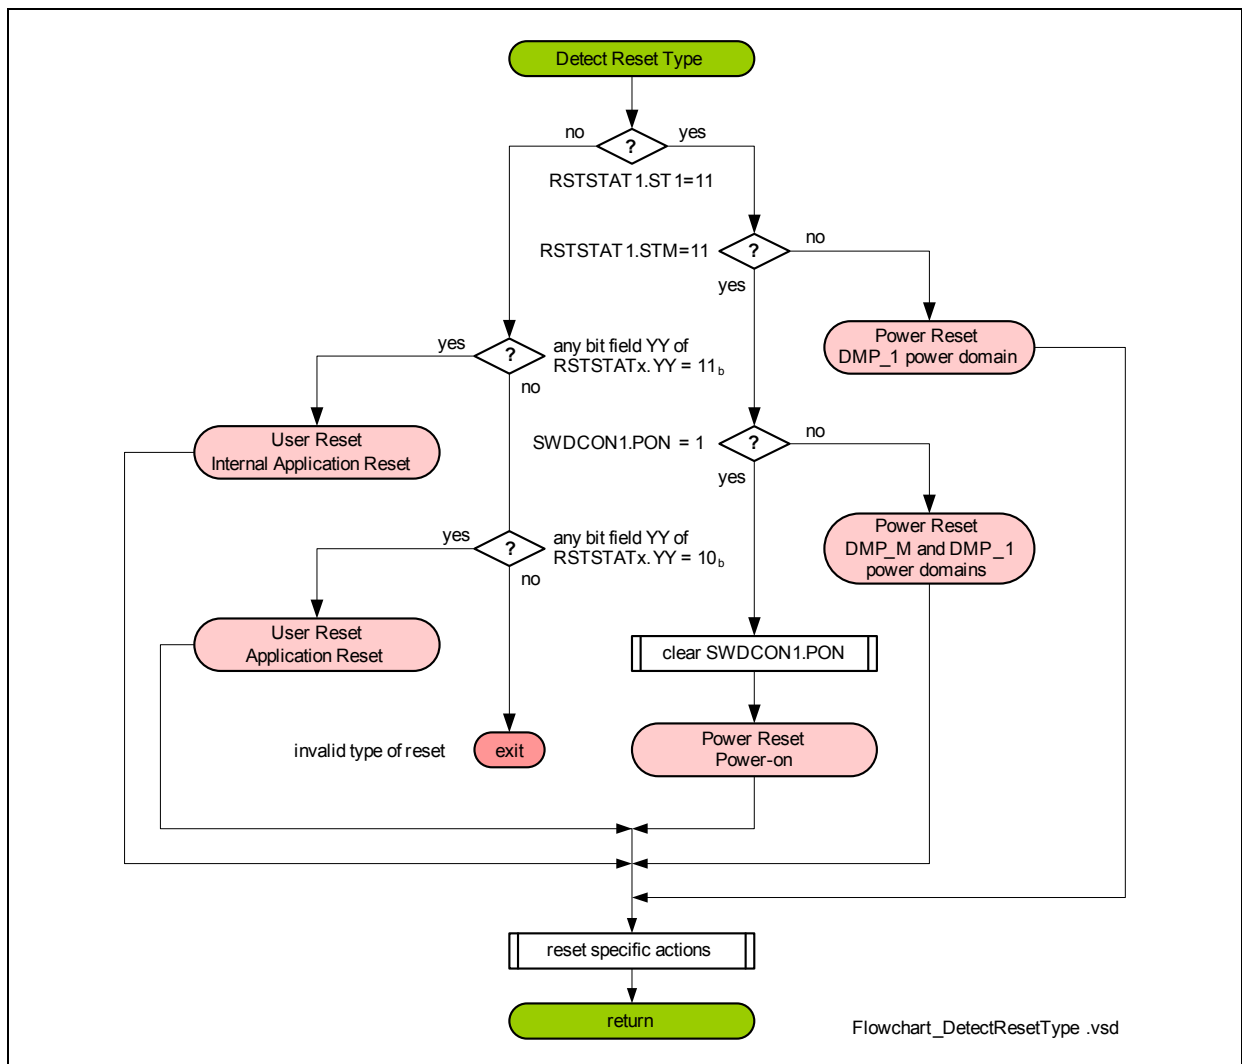 Detect Reset Type
no
?
yes
RSTSTAT1.ST1=11
RSTSTAT1.STM=11
?
no
yes
Power Reset
DMP_1 power domain
yes
?
any bit field YY of
RSTSTATx.YY = 11b
no
User Reset
Internal Application Reset
SWDCON1.PON = 1
?
no
yes
Power Reset
DMP_M and DMP_1
power domains
yes
?
any bit field YY of
RSTSTATx.YY = 10b
no
User Reset
Application Reset
clear SWDCON1.PON
invalid type of reset
exit
Power Reset
Power-on
reset specific actions
return
Flowchart_DetectResetType .vsd